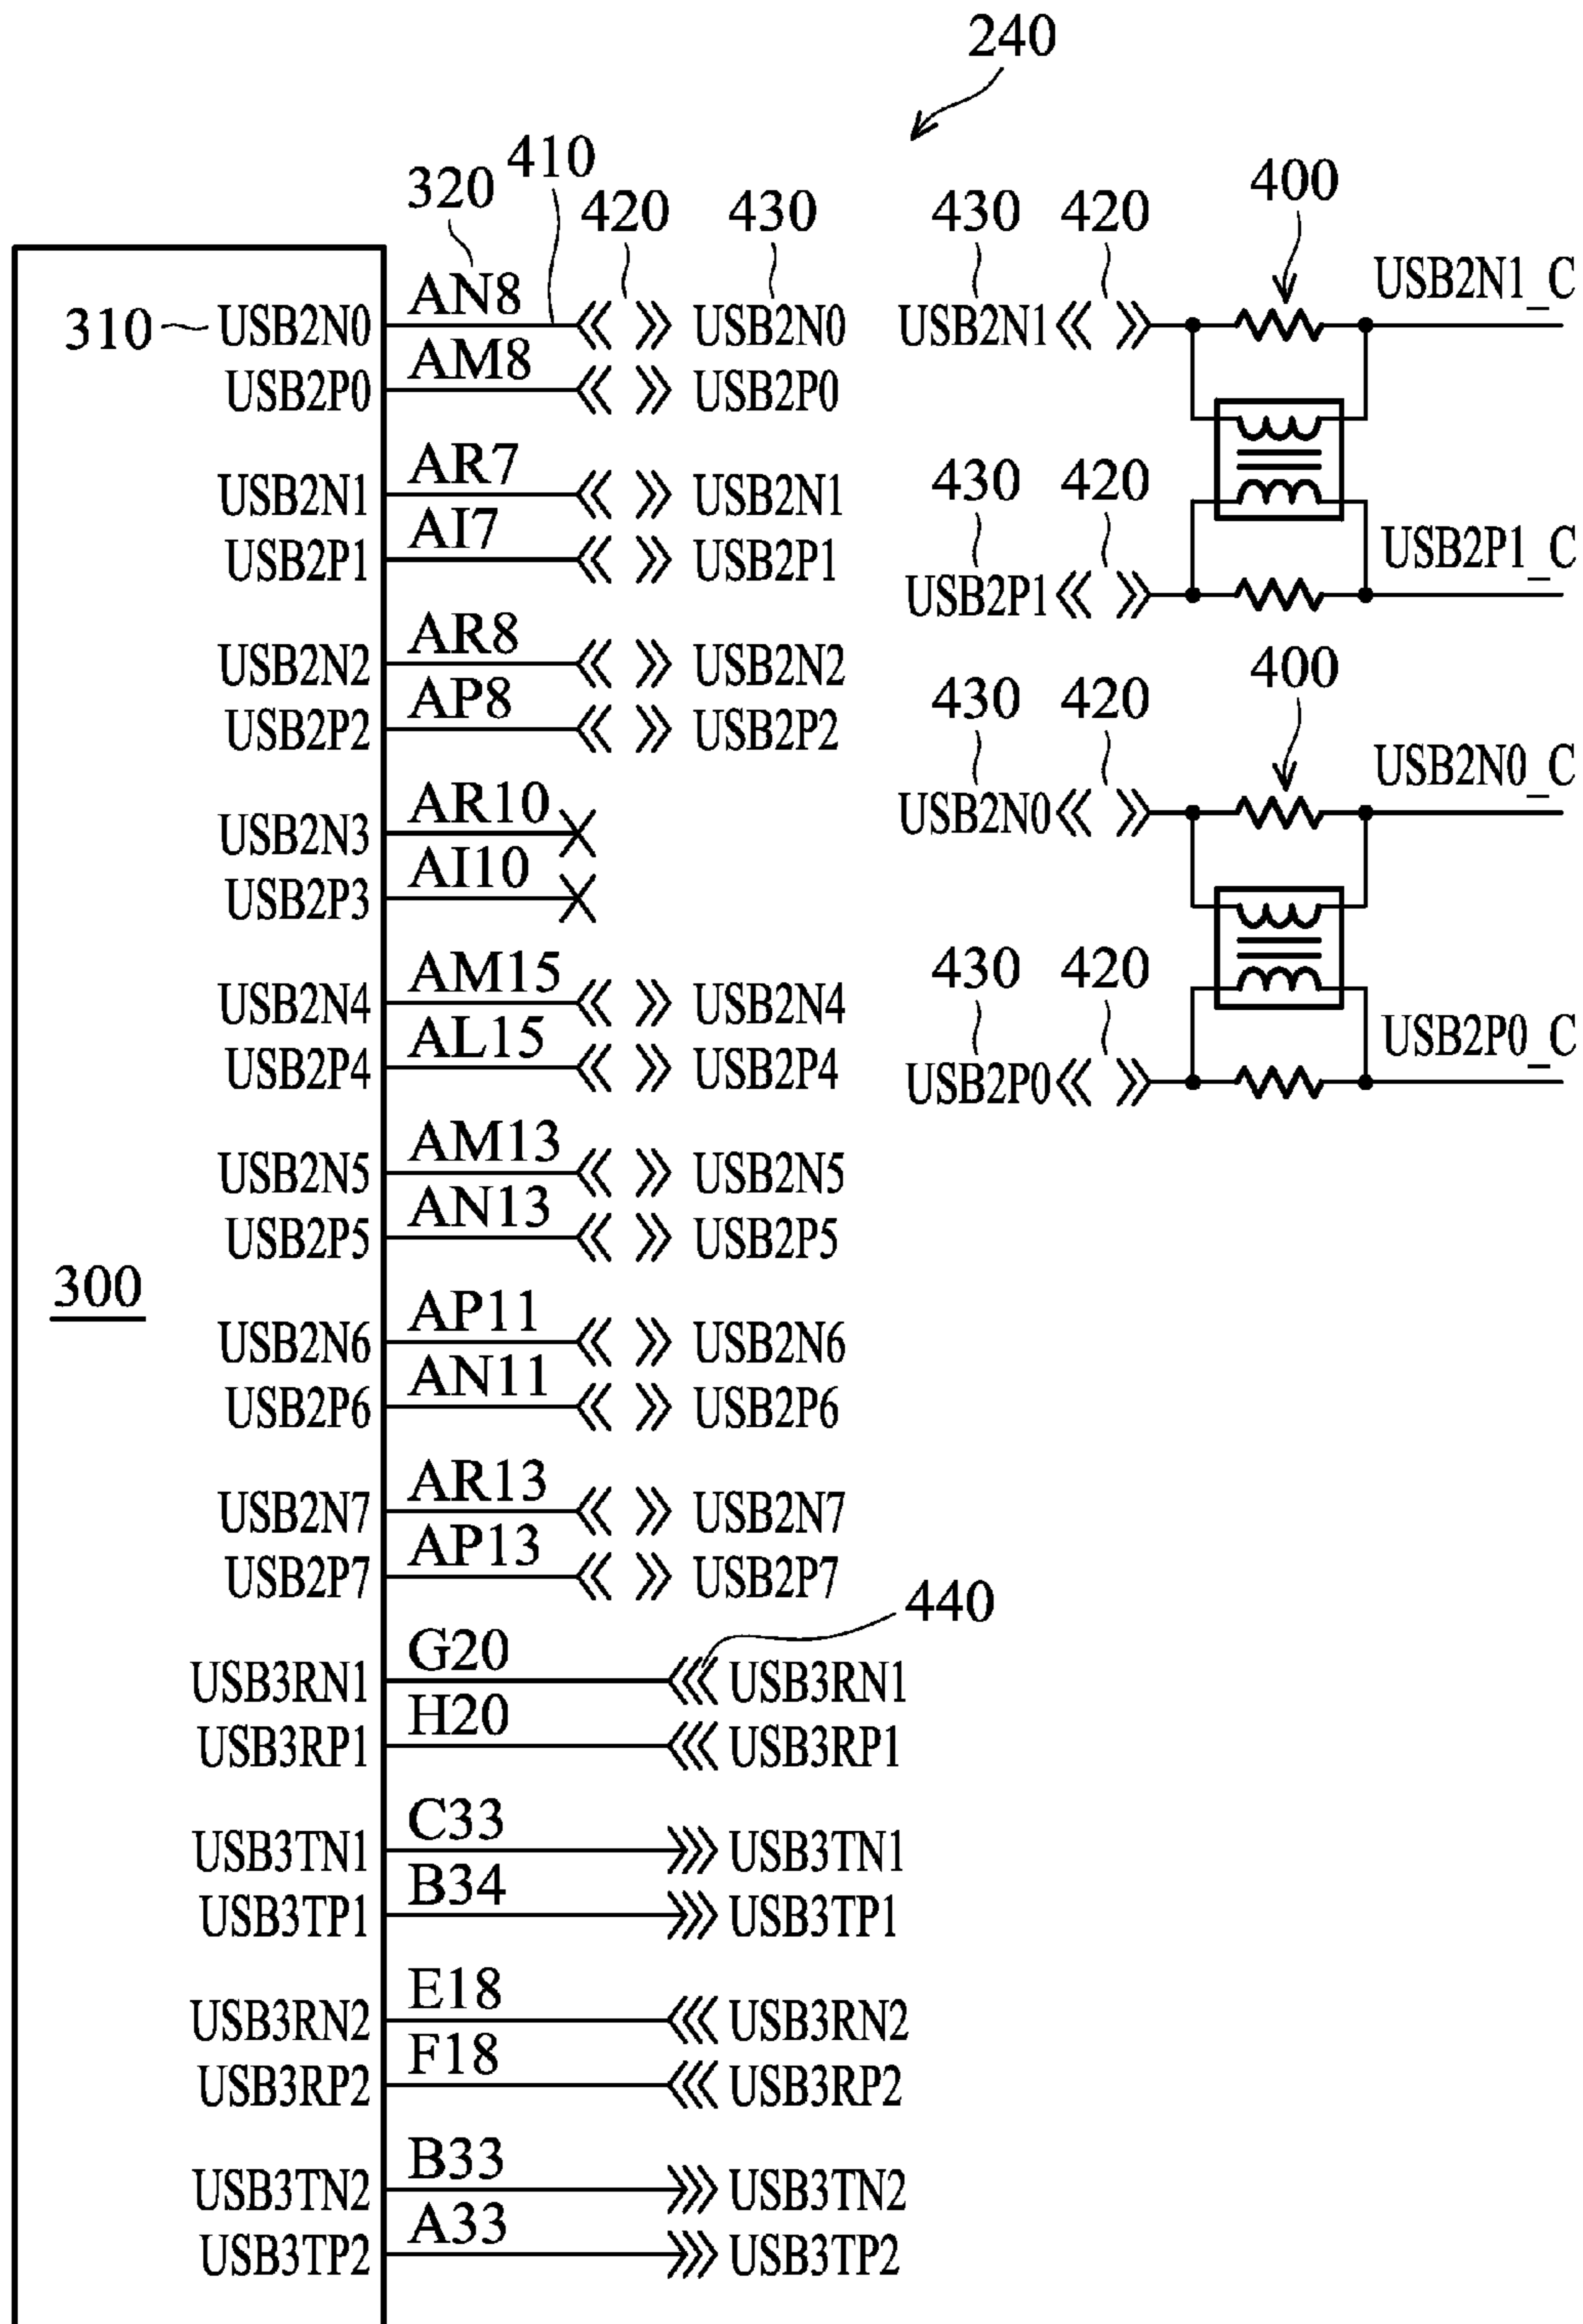 240
410
320
420
430
430
420
400
AN8
USB2N1_C
310
USB2N0
USB2N0
USB2N1
AM8
USB2P0
USB2P0
AR7
USB2N1
USB2N1
430
420
AI7
USB2P1_C
USB2P1
USB2P1
USB2P1
AR8
USB2N2
USB2N2
400
AP8
430
420
USB2P2
USB2P2
USB2N0_C
AR10
USB2N3
USB2N0
AI10
USB2P3
AM15
430
420
USB2N4
USB2N4
AL15
USB2P0_C
USB2P4
USB2P4
USB2P0
AM13
USB2N5
USB2N5
AN13
USB2P5
USB2P5
300
AP11
USB2N6
USB2N6
AN11
USB2P6
USB2P6
AR13
USB2N7
USB2N7
AP13
USB2P7
USB2P7
440
G20
USB3RN1
USB3RN1
H20
USB3RP1
USB3RP1
C33
USB3TN1
USB3TN1
B34
USB3TP1
USB3TP1
E18
USB3RN2
USB3RN2
F18
USB3RP2
USB3RP2
B33
USB3TN2
USB3TN2
A33
USB3TP2
USB3TP2